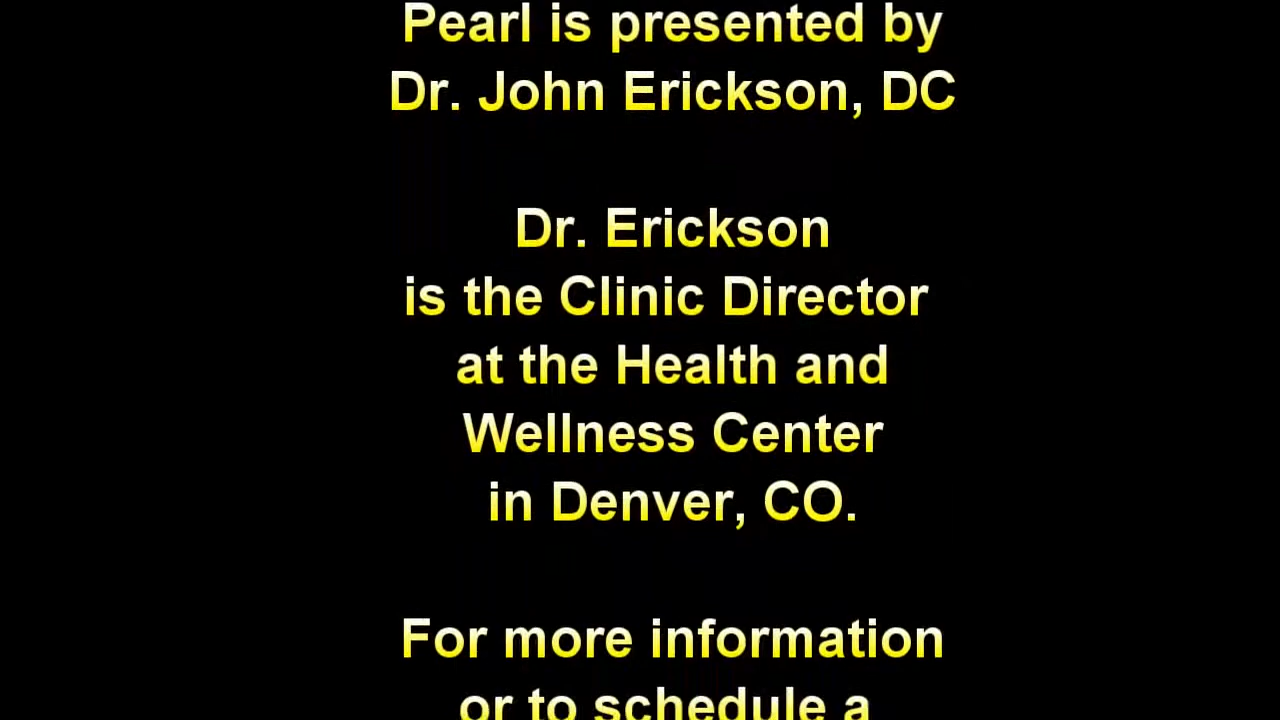 Pearl is presented by
Dr. John Erickson, DC
Dr. Erickson
is the Clinic Director
at the Health and
Wellness Center
in Denver, CO.
For more information
or to schedule a